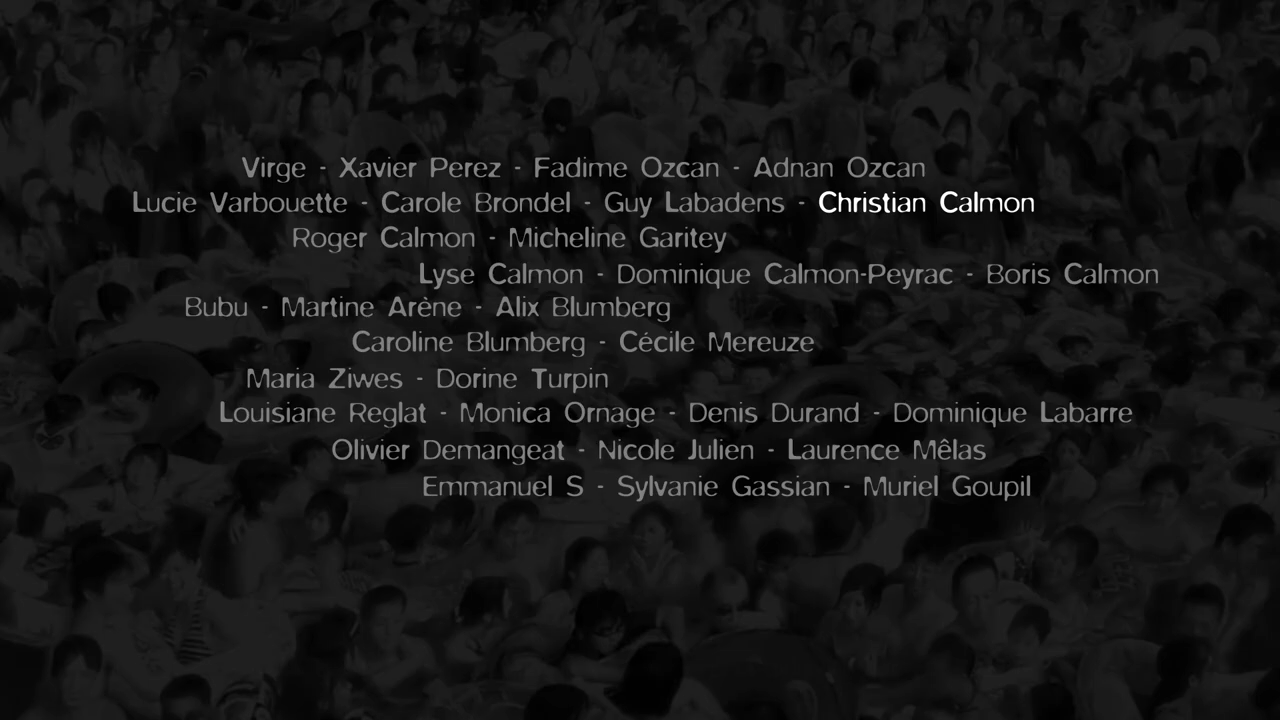 Virge - Xavier Perez - Fadime Ozcan - Adnan Ozcan
Lucie Varbouette - Carole Brondel - Guy Labadens - Christian Calmon
Roger Calmon - Micheline Garitey
Lyse Calmon - Dominique Calmon-Peyrac - Boris Calmon
Bubu - Martine Arène - Alix Blumberg
Caroline Blumberg - Cécile Mereuze
Maria Ziwes - Dorine Turpin
Louisiane Reglat - Monica Ornage - Denis Durand - Dominique Labarre
Olivier Demangeat - Nicole Julien - Laurence Mêlas
Emmanuel S - Sylvanie Gassian - Muriel Goupil